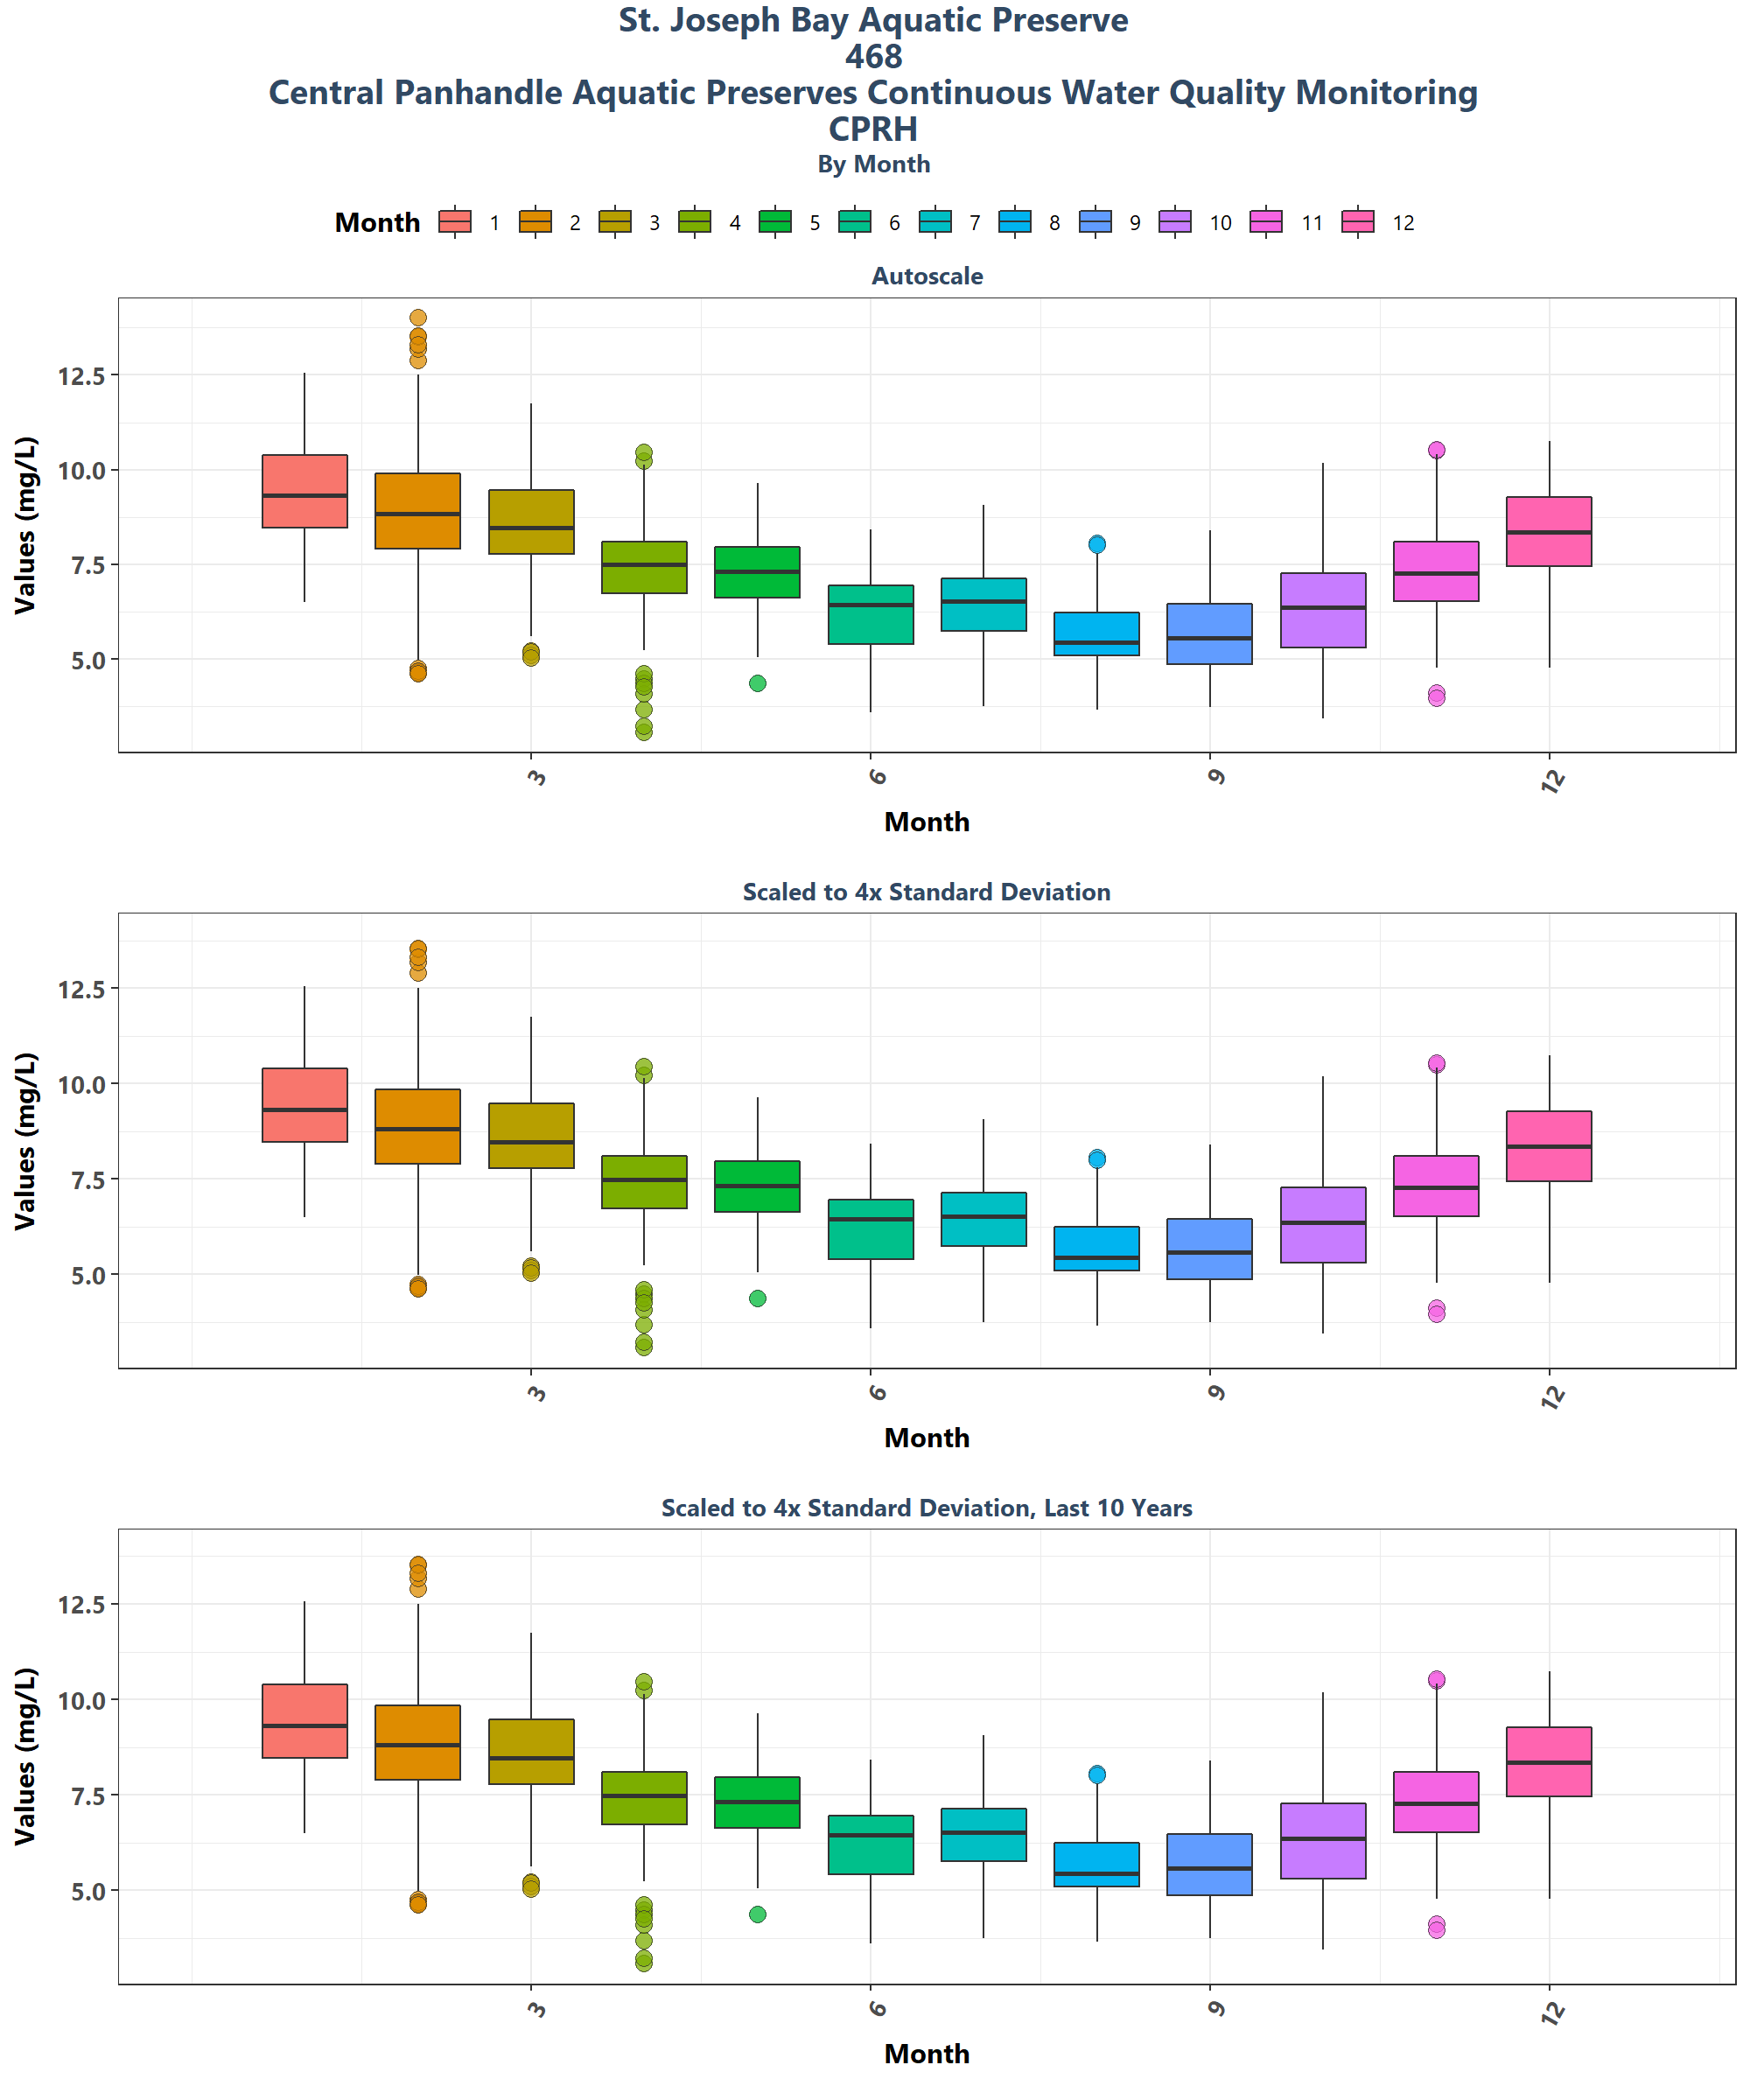 St. Joseph Bay Aquatic Preserve
468
Central Panhandle Aquatic Preserves Continuous Water Quality Monitoring
CPRH
By Month
Month 1 2 3 4 5 6 7 8 9 10 11 12
Autoscale
Values (mg/L)
12.5
10.0
7.5
5.0
3 6 9 12
Month
Scaled to 4x Standard Deviation
Values (mg/L)
12.5
10.0
7.5
5.0
3 6 9 12
Month
Scaled to 4x Standard Deviation, Last 10 Years
Values (mg/L)
12.5
10.0
7.5
5.0
3 6 9 12
Month